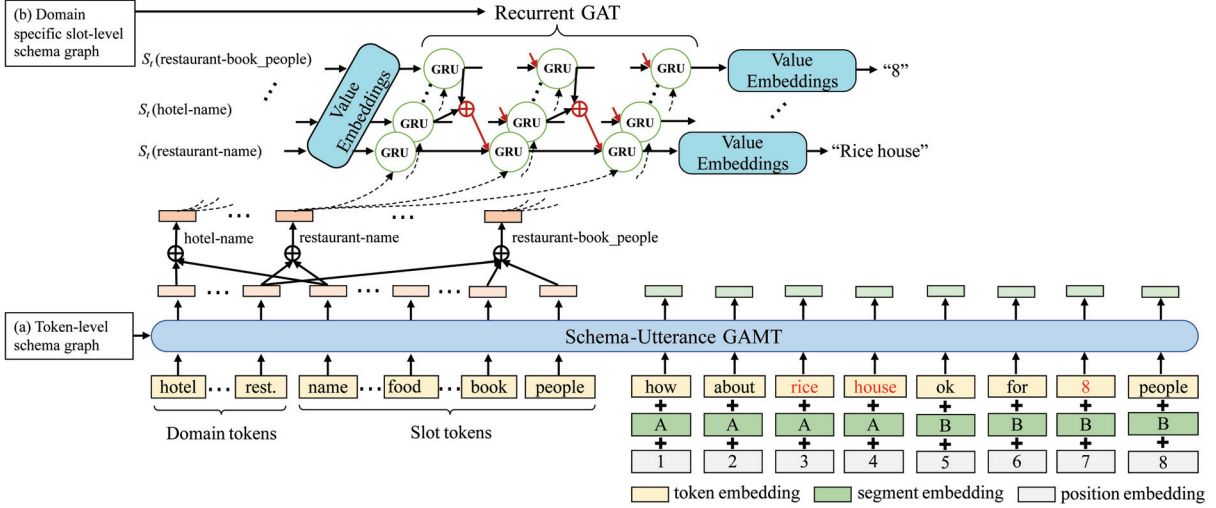 (b) Domain
specific slot-level
schema graph
Recurrent GAT
S_t(restaurant-book_people)
S_t(hotel-name)
S_t(restaurant-name)
Value
Embeddings
GRU
GRU
GRU
GRU
GRU
GRU
GRU
GRU
GRU
Value
Embeddings
"8"
Value
Embeddings
"Rice house"
hotel-name
restaurant-name
restaurant-book_people
(a) Token-level
schema graph
Schema-Utterance GAMT
hotel ... rest. name ... food ... book people
how about rice house ok for 8 people
A A A A B B B B
1 2 3 4 5 6 7 8
Domain tokens Slot tokens
token embedding segment embedding position embedding